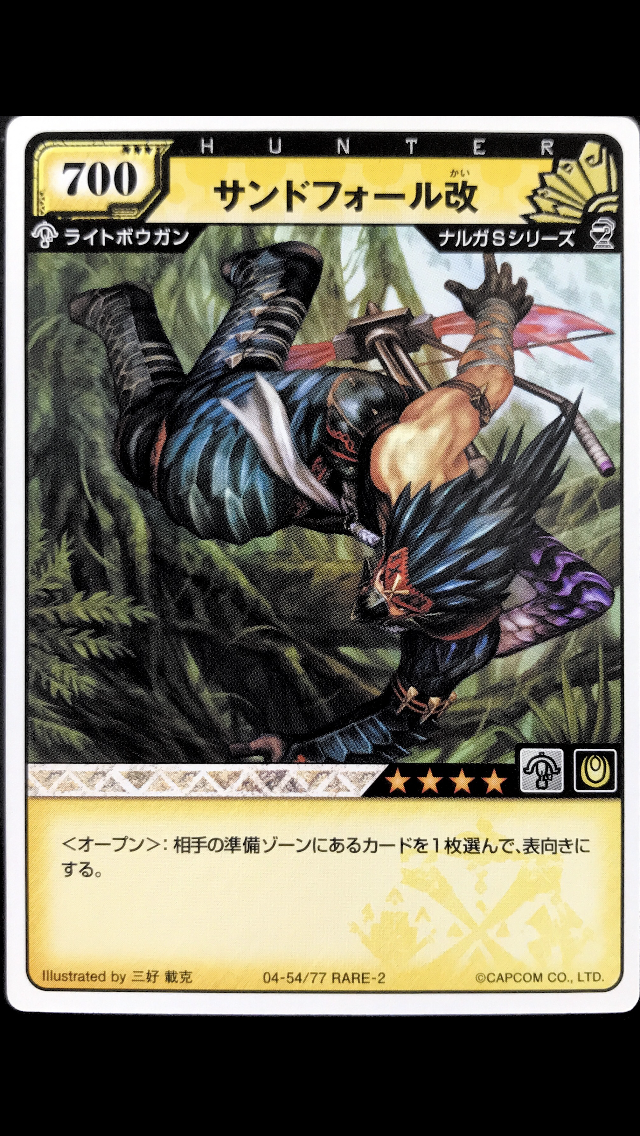 HUNTER
700
かい
サンドフォール改
ライトボウガン
ナルガSシリーズ
<オープン>:相手の準備ゾーンにあるカードを1枚選んで、表向きに
する。
Illustrated by 三好 載克
04-54/77 RARE-2
©CAPCOM CO., LTD.